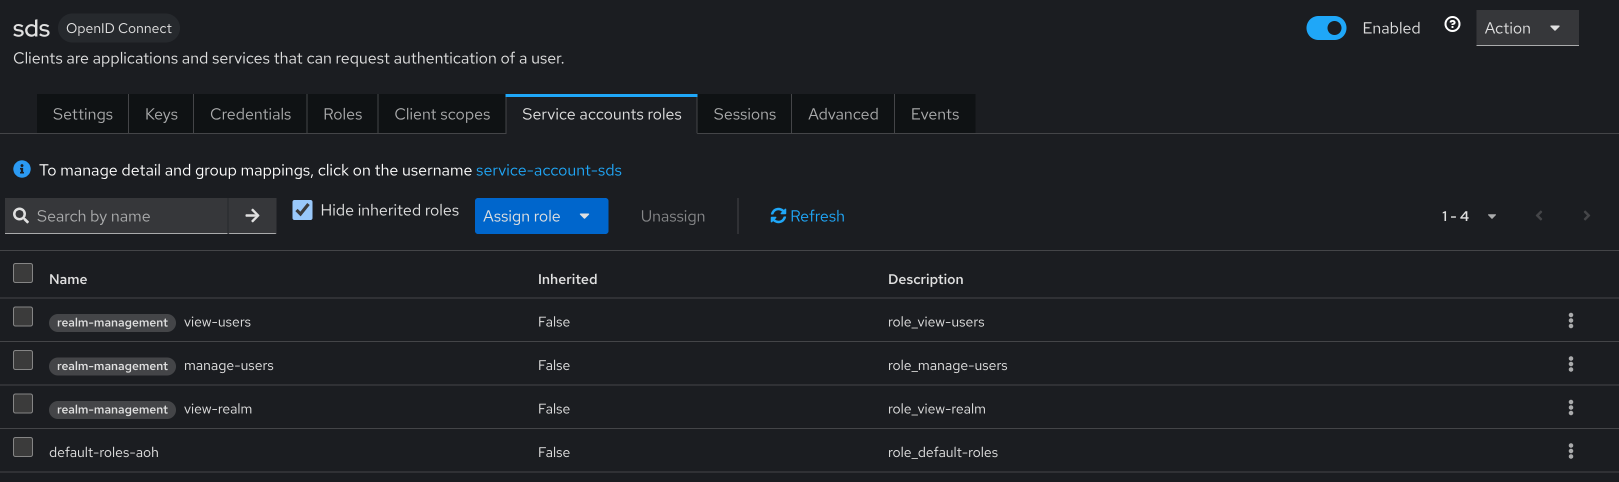 sds OpenID Connect Enabled Action
Clients are applications and services that can request authentication of a user.
Settings Keys Credentials Roles Client scopes Service accounts roles Sessions Advanced Events
To manage detail and group mappings, click on the username service-account-sds
Search by name Hide inherited roles Assign role Unassign Refresh 1 - 4
Name Inherited Description
realm-management view-users False role_view-users
realm-management manage-users False role_manage-users
realm-management view-realm False role_view-realm
default-roles-aoh False role_default-roles